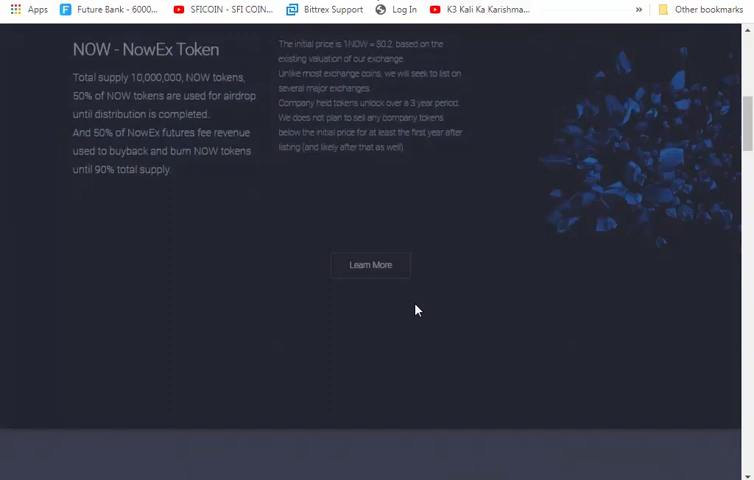 Apps
Future Bank - 6000...
SFICOIN - SFI COIN...
Bittrex Support
Log In
K3 Kali Ka Karishma...
»
Other bookmarks
NOW - NowEx Token
Total supply 10,000,000, NOW tokens,
50% of NOW tokens are used for airdrop
until distribution is completed.
And 50% of NowEx futures fee revenue
used to buyback and burn NOW tokens
until 90% total supply.
The initial price is 1NOW = $0.2, based on the
existing valuation of our exchange.
Unlike most exchange coins, we will seek to list on
several major exchanges.
Company held tokens unlock over a 3 year period.
We does not plan to sell any company tokens
below the initial price for at least the first year after
listing (and likely after that as well).
Learn More